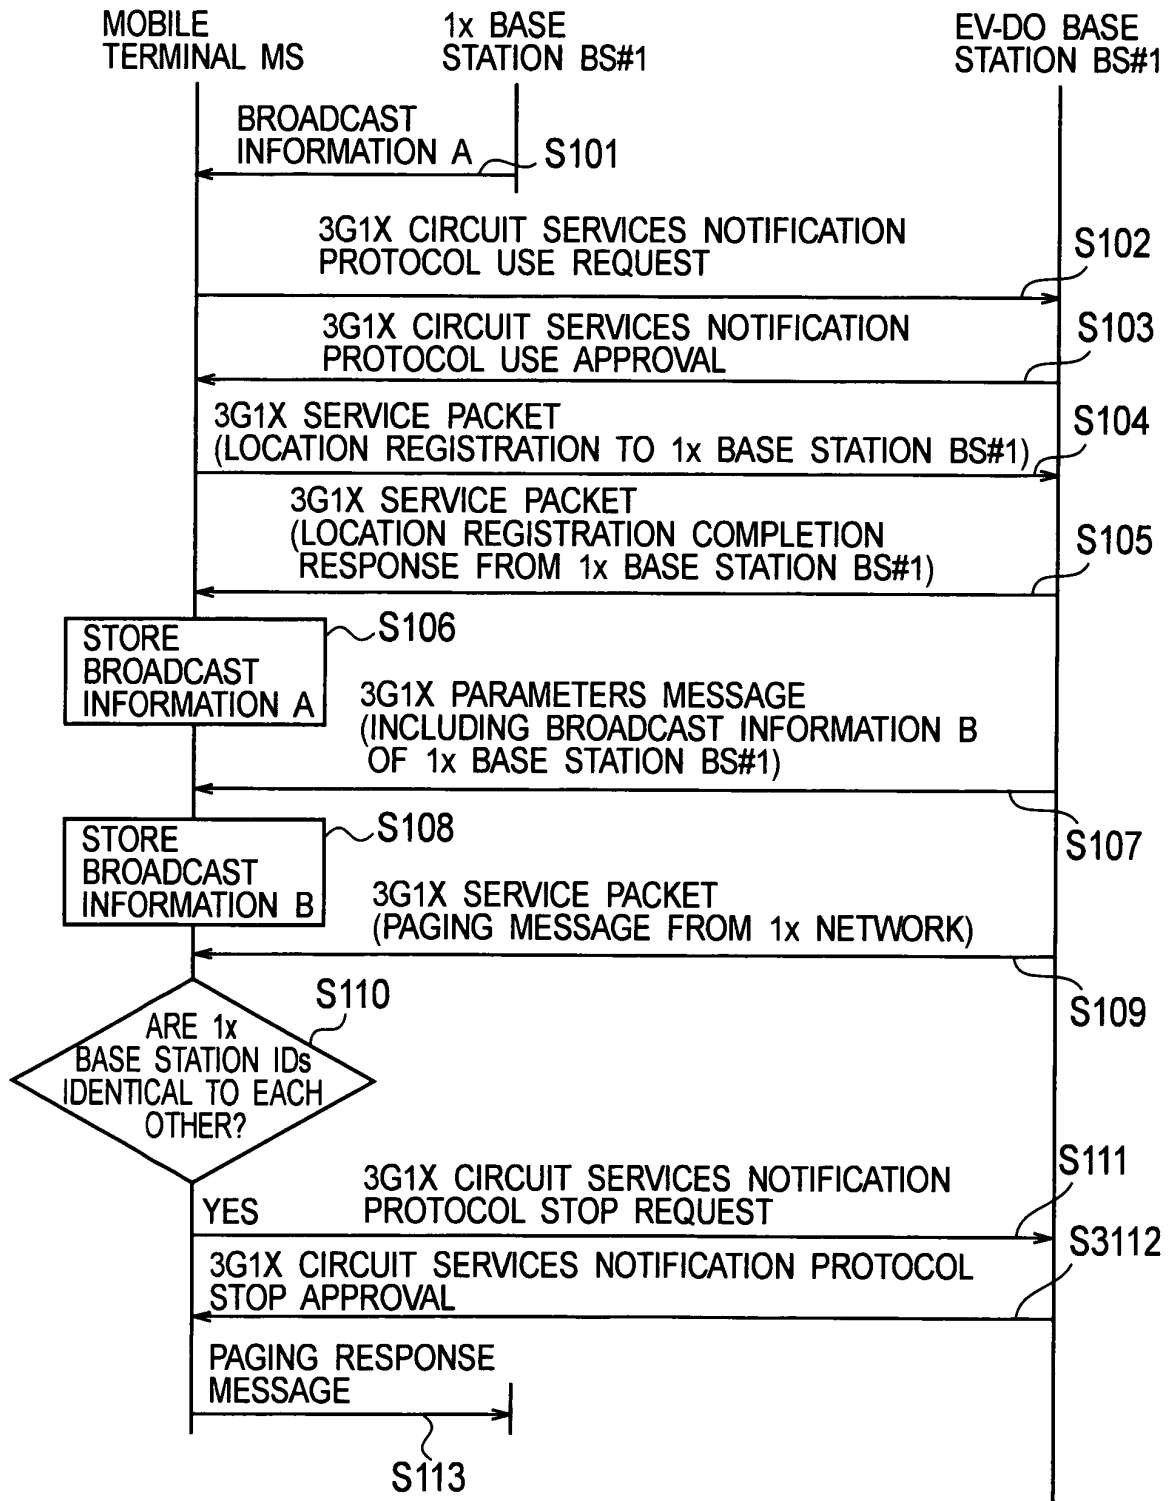 MOBILE
TERMINAL MS
1x BASE
STATION BS#1
EV-DO BASE
STATION BS#1
BROADCAST
INFORMATION A
S101
3G1X CIRCUIT SERVICES NOTIFICATION
PROTOCOL USE REQUEST
S102
3G1X CIRCUIT SERVICES NOTIFICATION
PROTOCOL USE APPROVAL
S103
3G1X SERVICE PACKET
(LOCATION REGISTRATION TO 1x BASE STATION BS#1)
S104
3G1X SERVICE PACKET
(LOCATION REGISTRATION COMPLETION
RESPONSE FROM 1x BASE STATION BS#1)
S105
STORE
BROADCAST
INFORMATION A
S106
3G1X PARAMETERS MESSAGE
(INCLUDING BROADCAST INFORMATION B
OF 1x BASE STATION BS#1)
S107
STORE
BROADCAST
INFORMATION B
S108
3G1X SERVICE PACKET
(PAGING MESSAGE FROM 1x NETWORK)
S109
S110
ARE 1x
BASE STATION IDs
IDENTICAL TO EACH
OTHER?
YES
3G1X CIRCUIT SERVICES NOTIFICATION
PROTOCOL STOP REQUEST
S111
3G1X CIRCUIT SERVICES NOTIFICATION PROTOCOL
STOP APPROVAL
S3112
PAGING RESPONSE
MESSAGE
S113